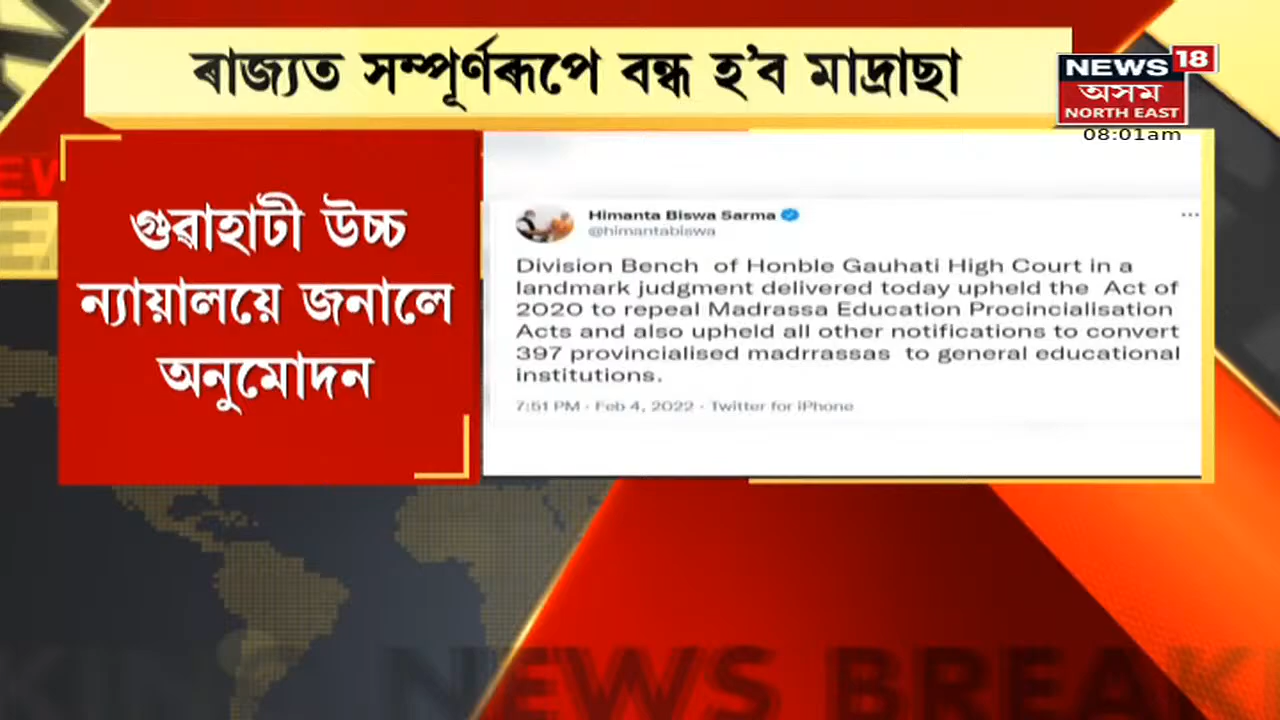 ৰাজ্যত সম্পূৰ্ণৰূপে বন্ধ হ'ব মাদ্ৰাছা
NEWS 18
অসম
NORTH EAST
08:01am
গুৱাহাটী উচ্চ
ন্যায়ালয়ে জনালে
অনুমোদন
Himanta Biswa Sarma
@himantabiswa
Division Bench of Honble Gauhati High Court in a
landmark judgment delivered today upheld the Act of
2020 to repeal Madrassa Education Procincialisation
Acts and also upheld all other notifications to convert
397 provincialised madrrassas to general educational
institutions.
7:51 PM · Feb 4, 2022 · Twitter for iPhone
KING NEWS BREAK